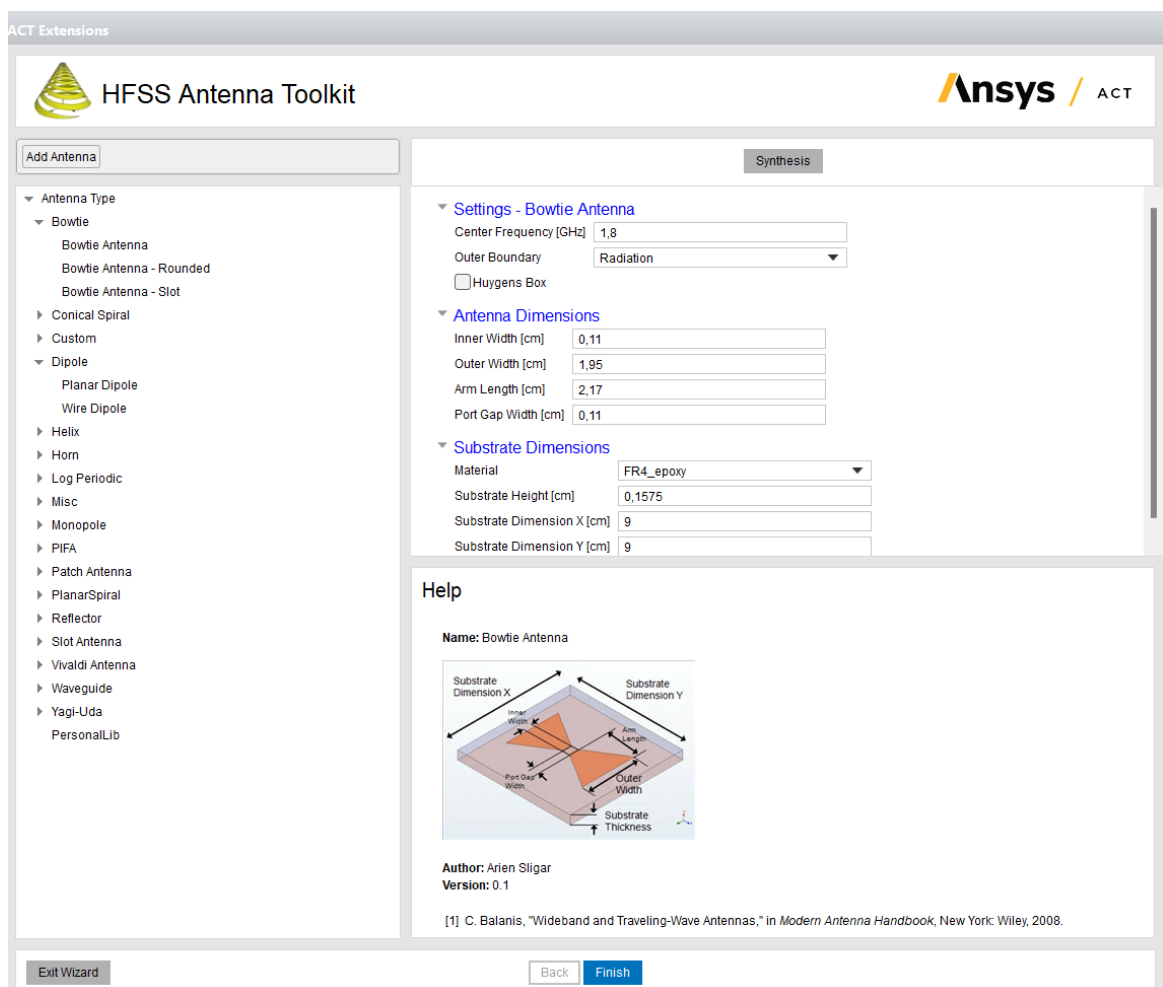 ACT Extensions
HFSS Antenna Toolkit
Ansys / ACT
Add Antenna
Synthesis
Antenna Type
Bowtie
Bowtie Antenna
Bowtie Antenna - Rounded
Bowtie Antenna - Slot
Conical Spiral
Custom
Dipole
Planar Dipole
Wire Dipole
Helix
Horn
Log Periodic
Misc
Monopole
PIFA
Patch Antenna
PlanarSpiral
Reflector
Slot Antenna
Vivaldi Antenna
Waveguide
Yagi-Uda
PersonalLib
Settings - Bowtie Antenna
Center Frequency [GHz] 1,8
Outer Boundary Radiation
Huygens Box
Antenna Dimensions
Inner Width [cm] 0,11
Outer Width [cm] 1,95
Arm Length [cm] 2,17
Port Gap Width [cm] 0,11
Substrate Dimensions
Material FR4_epoxy
Substrate Height [cm] 0,1575
Substrate Dimension X [cm] 9
Substrate Dimension Y [cm] 9
Help
Name: Bowtie Antenna
Substrate
Dimension X
Substrate
Dimension Y
Inner
Width
Arm
Length
Port Gap
Width
Outer
Width
Substrate
Thickness
Author: Arien Sligar
Version: 0.1
[1] C. Balanis, "Wideband and Traveling-Wave Antennas," in Modern Antenna Handbook, New York: Wiley, 2008.
Exit Wizard
Back
Finish